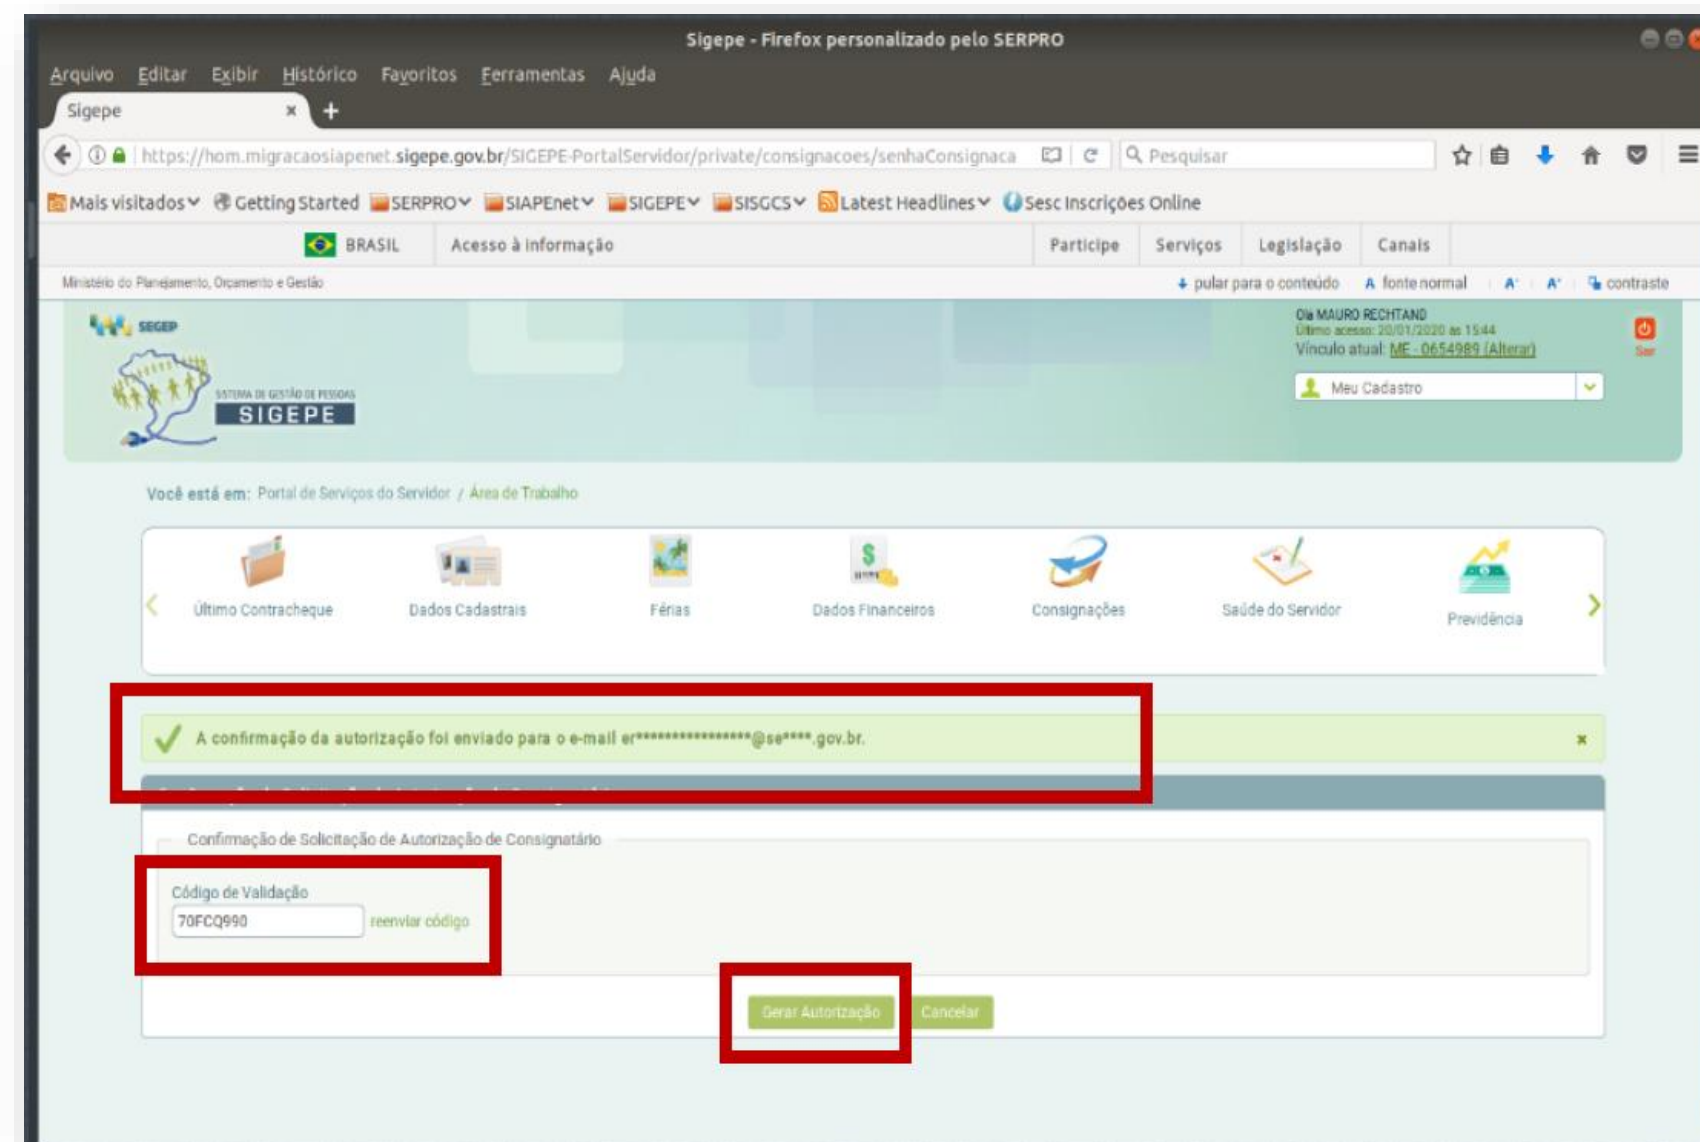 Sigepe - Firefox personalizado pelo SERPRO
Arquivo Editar Exibir Histórico Favoritos Ferramentas Ajuda
Sigepe × +
https://hom.migracaosiapenet.sigepe.gov.br/SIGEPE-PortalServidor/private/consignacoes/senhaConsignaca Pesquisar
Mais visitados Getting Started SERPRO SIAPEnet SIGEPE SISGCS Latest Headlines Sesc Inscrições Online
BRASIL Acesso à informação Participe Serviços Legislação Canais
Ministério do Planejamento, Orçamento e Gestão pular para o conteúdo A fonte normal A- A+ contraste
SEGEP
Olá MAURO RECHTAND
Último acesso: 20/01/2020 às 15:44
Vínculo atual: ME - 0654989 (Alterar)
Sair
Meu Cadastro
SISTEMA DE GESTÃO DE PESSOAS
SIGEPE
Você está em: Portal de Serviços do Servidor / Área de Trabalho
Último Contracheque Dados Cadastrais Férias Dados Financeiros Consignações Saúde do Servidor Previdência
A confirmação da autorização foi enviado para o e-mail er****************@se****.gov.br.
Confirmação de Solicitação de Autorização de Consignatário
Código de Validação
70FCQ990 reenviar código
Gerar Autorização Cancelar